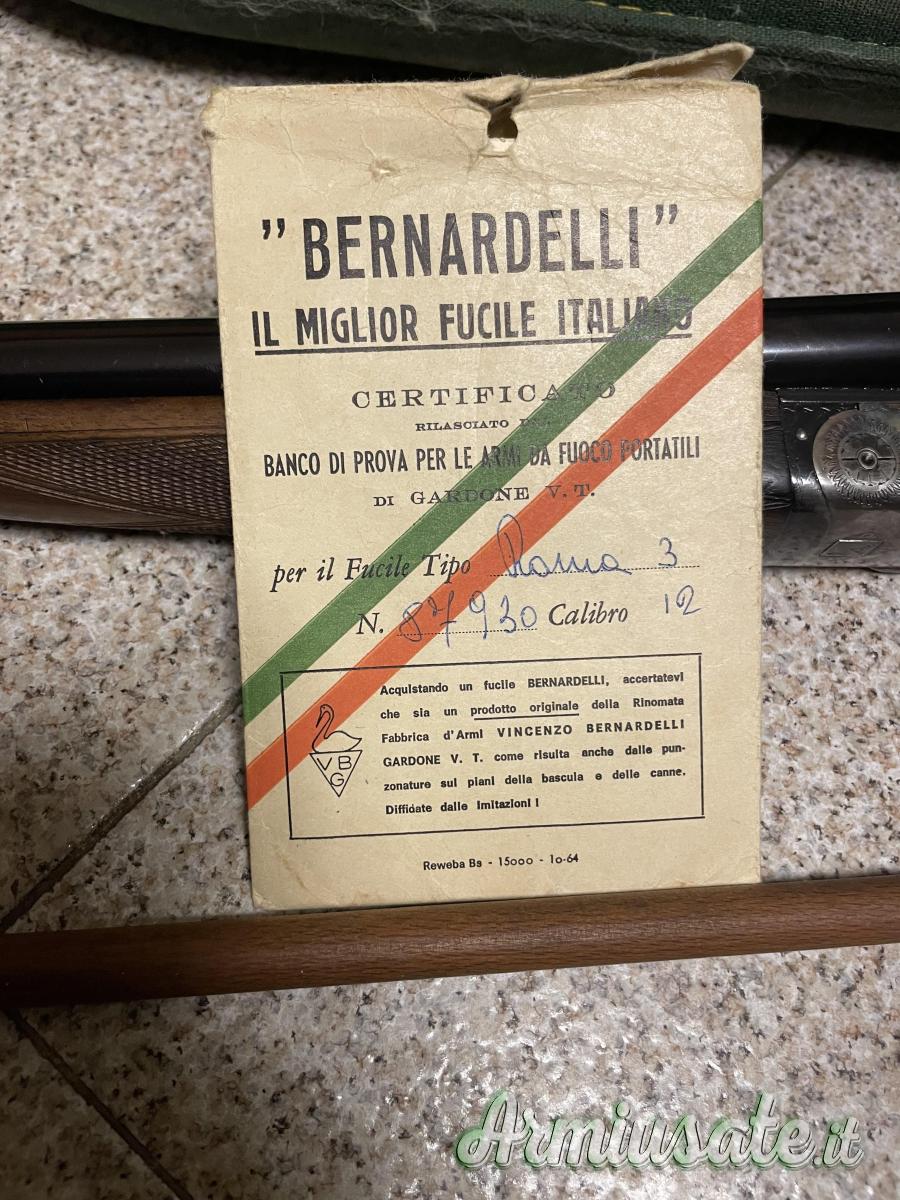 "BERNARDELLI"
IL MIGLIOR FUCILE ITALIANO
CERTIFICATO
RILASCIATO DAL
BANCO DI PROVA PER LE ARMI DA FUOCO PORTATILI
DI GARDONE V. T.
per il Fucile Tipo Roma 3
N. 87930 Calibro 12
Acquistando un fucile BERNARDELLI, accertatevi
che sia un prodotto originale della Rinomata
Fabbrica d'Armi VINCENZO BERNARDELLI
GARDONE V. T. come risulta anche dalle pun-
zonature sui piani della bascula e delle canne.
Diffidate dalle imitazioni!
VB
G
Reweba Bs - 15000 - 10-64
Armiusate.it